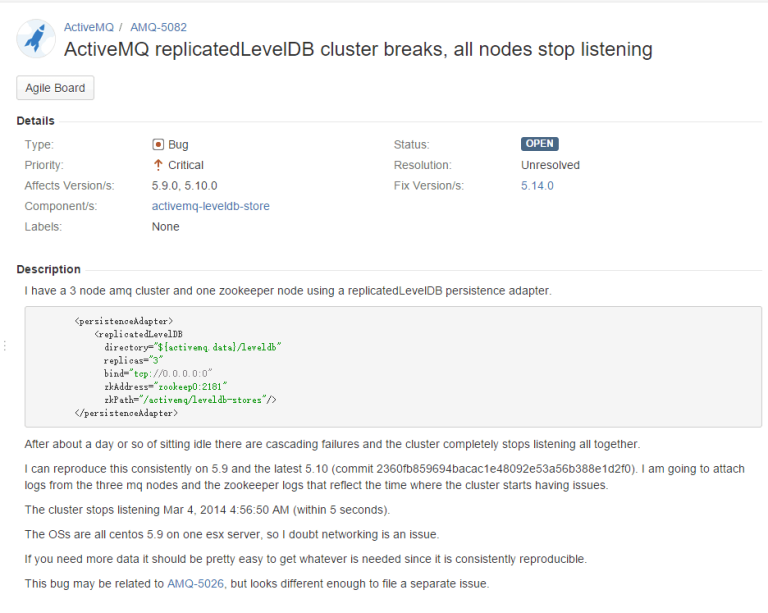 ActiveMQ / AMQ-5082
ActiveMQ replicatedLevelDB cluster breaks, all nodes stop listening
Agile Board
Details
Type: Bug Status: OPEN
Priority: Critical Resolution: Unresolved
Affects Version/s: 5.9.0, 5.10.0 Fix Version/s: 5.14.0
Component/s: activemq-leveldb-store
Labels: None
Description
I have a 3 node amq cluster and one zookeeper node using a replicatedLevelDB persistence adapter.
<persistenceAdapter>
<replicatedLevelDB
directory="${activemq.data}/leveldb"
replicas="3"
bind="tcp://0.0.0.0:0"
zkAddress="zookeep0:2181"
zkPath="/activemq/leveldb-stores"/>
</persistenceAdapter>
After about a day or so of sitting idle there are cascading failures and the cluster completely stops listening all together.
I can reproduce this consistently on 5.9 and the latest 5.10 (commit 2360fb859694bacac1e48092e53a56b388e1d2f0). I am going to attach
logs from the three mq nodes and the zookeeper logs that reflect the time where the cluster starts having issues.
The cluster stops listening Mar 4, 2014 4:56:50 AM (within 5 seconds).
The OSs are all centos 5.9 on one esx server, so I doubt networking is an issue.
If you need more data it should be pretty easy to get whatever is needed since it is consistently reproducible.
This bug may be related to AMQ-5026, but looks different enough to file a separate issue.